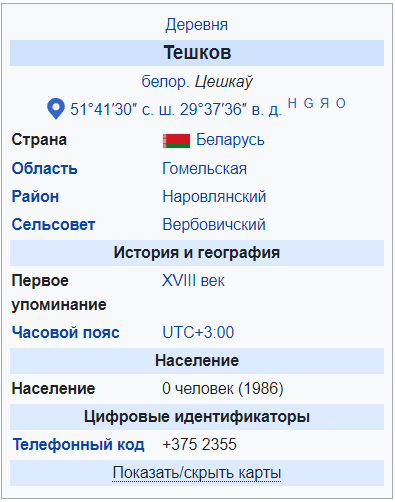 Деревня
Тешков
белор. Цешкаў
51°41′30″ с. ш. 29°37′36″ в. д. H G Я O
Страна Беларусь
Область Гомельская
Район Наровлянский
Сельсовет Вербовичский
История и география
Первое XVIII век
упоминание
Часовой пояс UTC+3:00
Население
Население 0 человек (1986)
Цифровые идентификаторы
Телефонный код +375 2355
Показать/скрыть карты